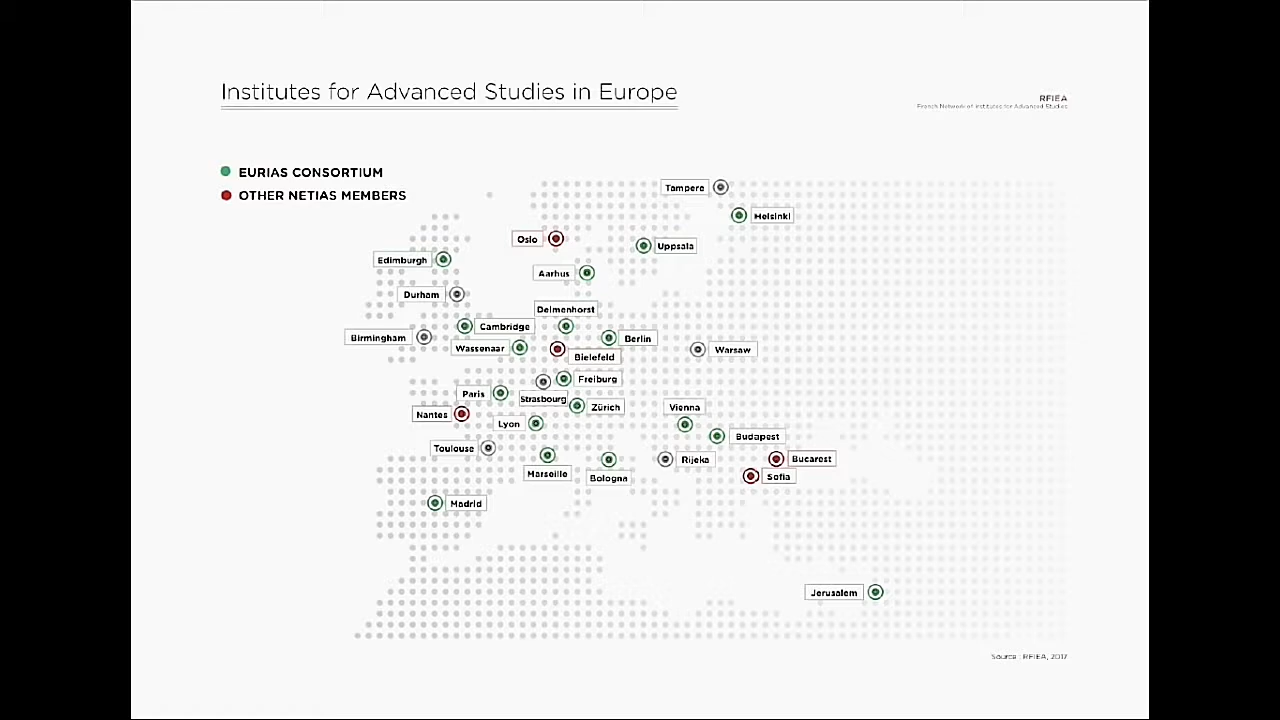 Institutes for Advanced Studies in Europe
RFIEA
French Network of Institutes for Advanced Studies
EURIAS CONSORTIUM
OTHER NETIAS MEMBERS
Tampere
Helsinki
Oslo
Uppsala
Edimburgh
Aarhus
Durham
Delmenhorst
Cambridge
Birmingham
Berlin
Wassenaar
Warsaw
Bielefeld
Freiburg
Paris
Strasbourg
Zürich
Vienna
Nantes
Lyon
Budapest
Toulouse
Rijeka
Bucarest
Marseille
Bologna
Sofia
Madrid
Jerusalem
Source : RFIEA, 2017